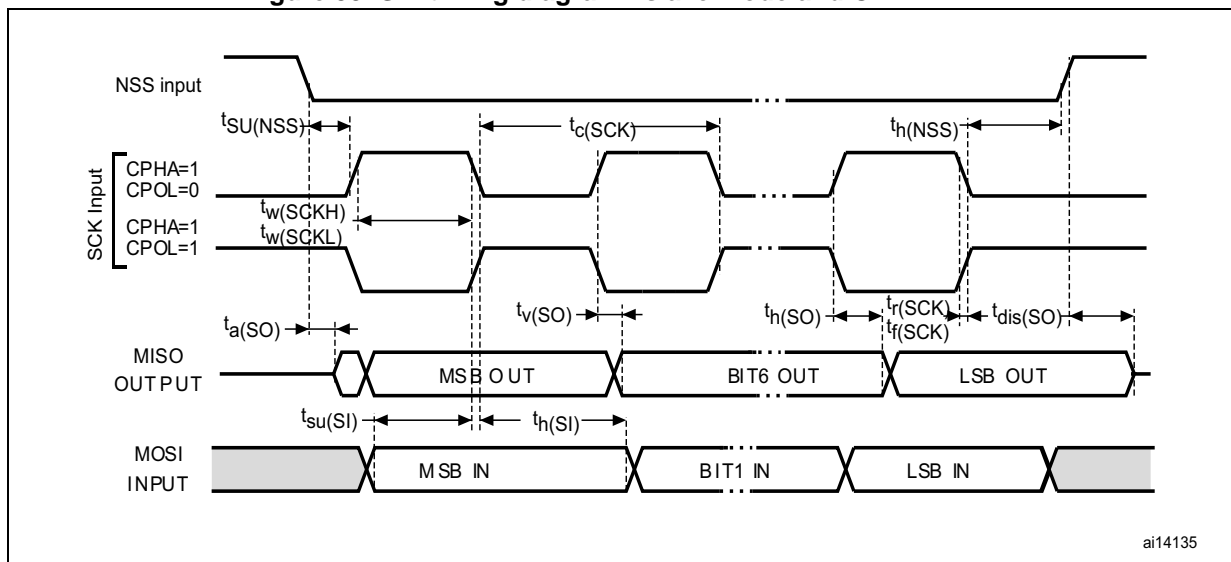 NSS input
tSU(NSS)
tc(SCK)
th(NSS)
SCK Input
CPHA=1
CPOL=0
tw(SCKH)
CPHA=1
tw(SCKL)
CPOL=1
ta(SO)
tv(SO)
th(SO)
tr(SCK)
tf(SCK)
tdis(SO)
MISO
OUTPUT
MSB OUT
BIT6 OUT
LSB OUT
tsu(SI)
th(SI)
MOSI
INPUT
MSB IN
BIT1 IN
LSB IN
ai14135